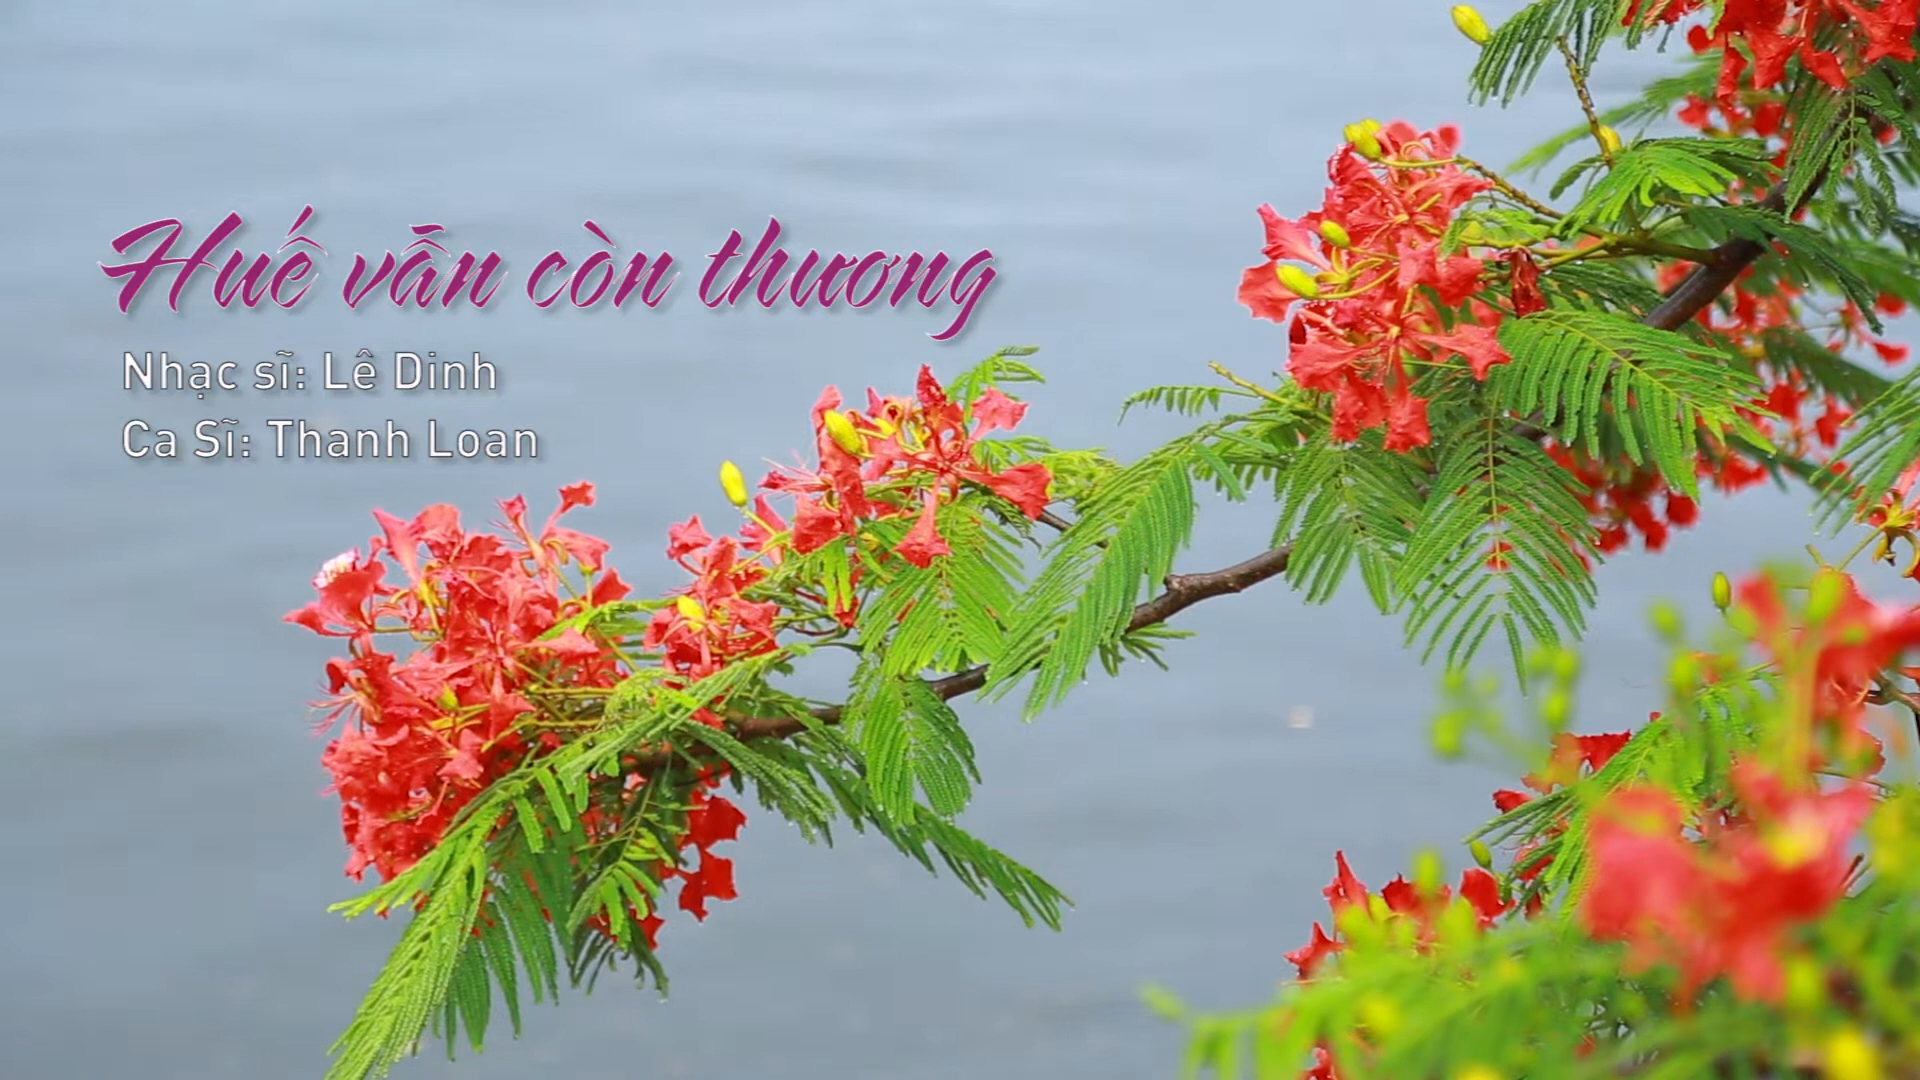 Huế vẫn còn thương
Nhạc sĩ: Lê Dinh
Ca Sĩ: Thanh Loan